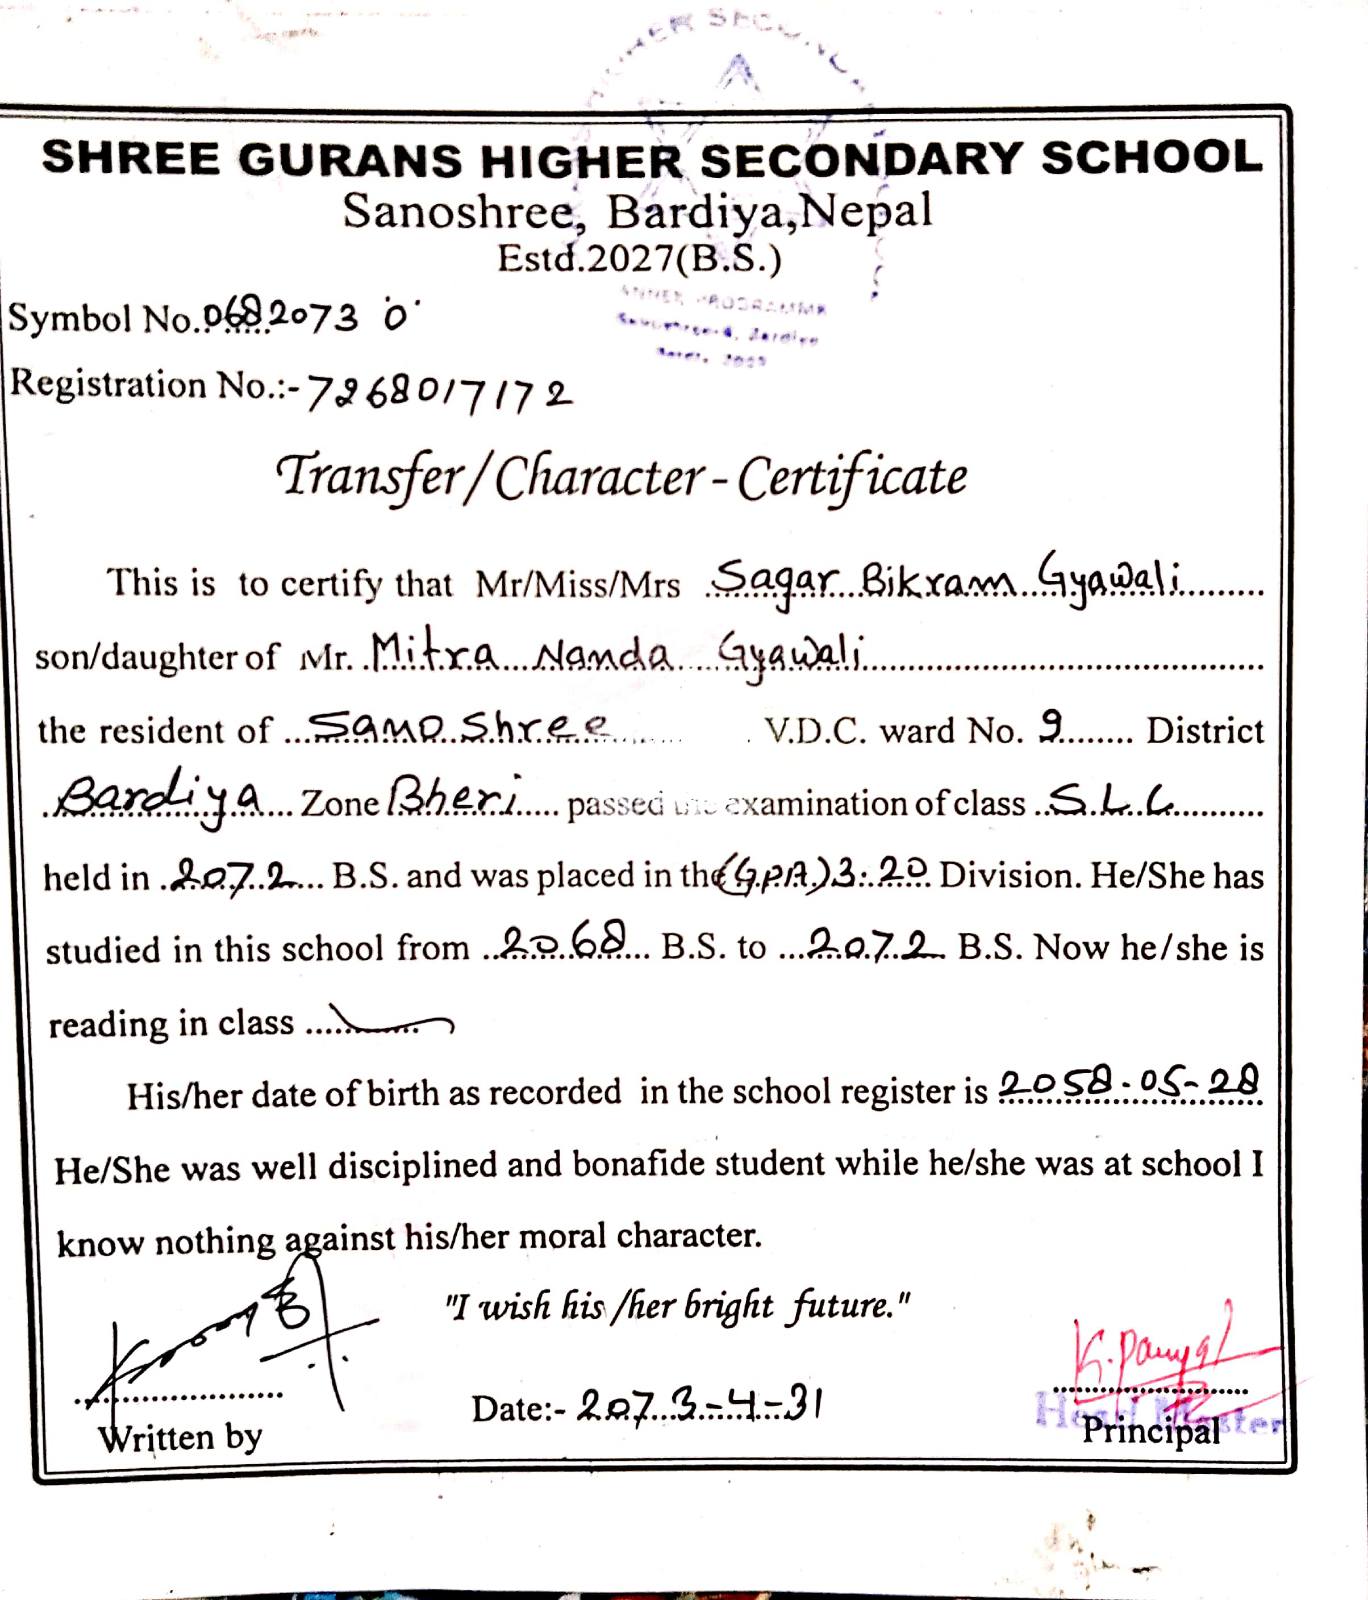 SHREE GURANS HIGHER SECONDARY SCHOOL
Sanoshree, Bardiya,Nepal
Estd.2027(B.S.)
Symbol No.0682073 'O'
Registration No.:- 7268017172
Transfer/Character - Certificate
This is to certify that Mr/Miss/Mrs Sagar Bikram Gyawali
son/daughter of Mr. Mitra Nanda Gyawali
the resident of Sanoshree V.D.C. ward No. 9 District
Bardiya Zone Bheri passed the examination of class S.L.C
held in 2072 B.S. and was placed in the (G.P.A.) 3.20 Division. He/She has
studied in this school from 2068 B.S. to 2072 B.S. Now he/she is
reading in class
His/her date of birth as recorded in the school register is 2058-05-28
He/She was well disciplined and bonafide student while he/she was at school I
know nothing against his/her moral character.
"I wish his /her bright future."
Date:- 2073-4-31
Written by
Head Master
Principal